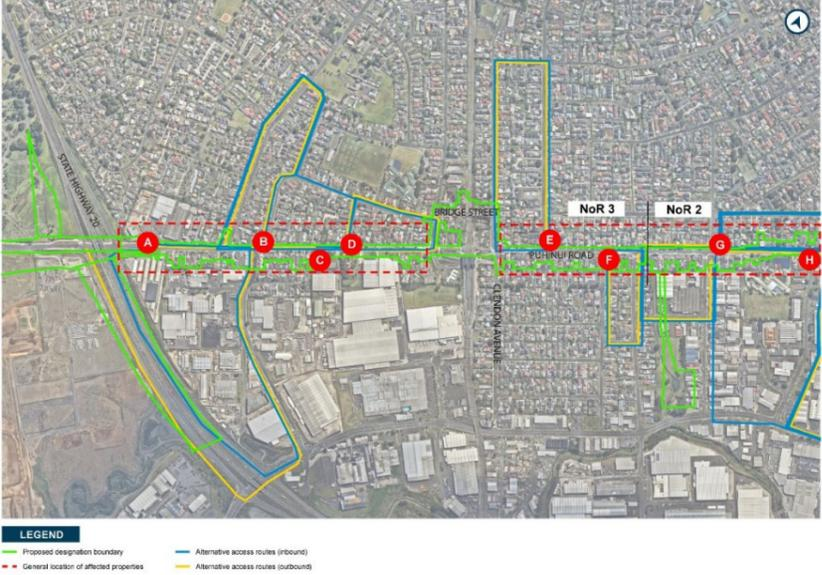 STATE HIGHWAY 20
BRIDGE STREET
NoR 3
NoR 2
A
B
C
D
E
F
G
H
PUHINUI ROAD
CLENDON AVENUE
LEGEND
Proposed designation boundary
General location of affected properties
Alternative access routes (inbound)
Alternative access routes (outbound)